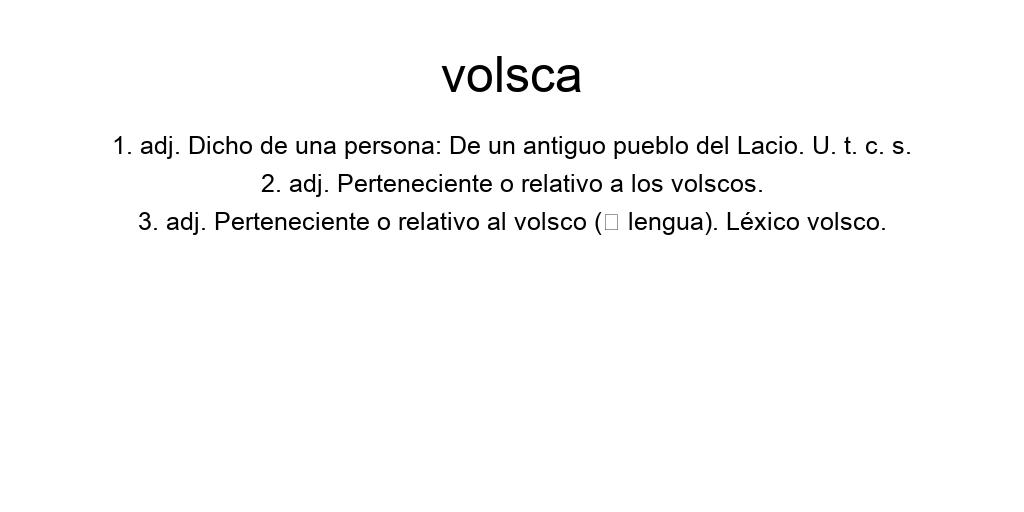 volsca
1. adj. Dicho de una persona: De un antiguo pueblo del Lacio. U. t. c. s.
2. adj. Perteneciente o relativo a los volscos.
3. adj. Perteneciente o relativo al volsco (□ lengua). Léxico volsco.